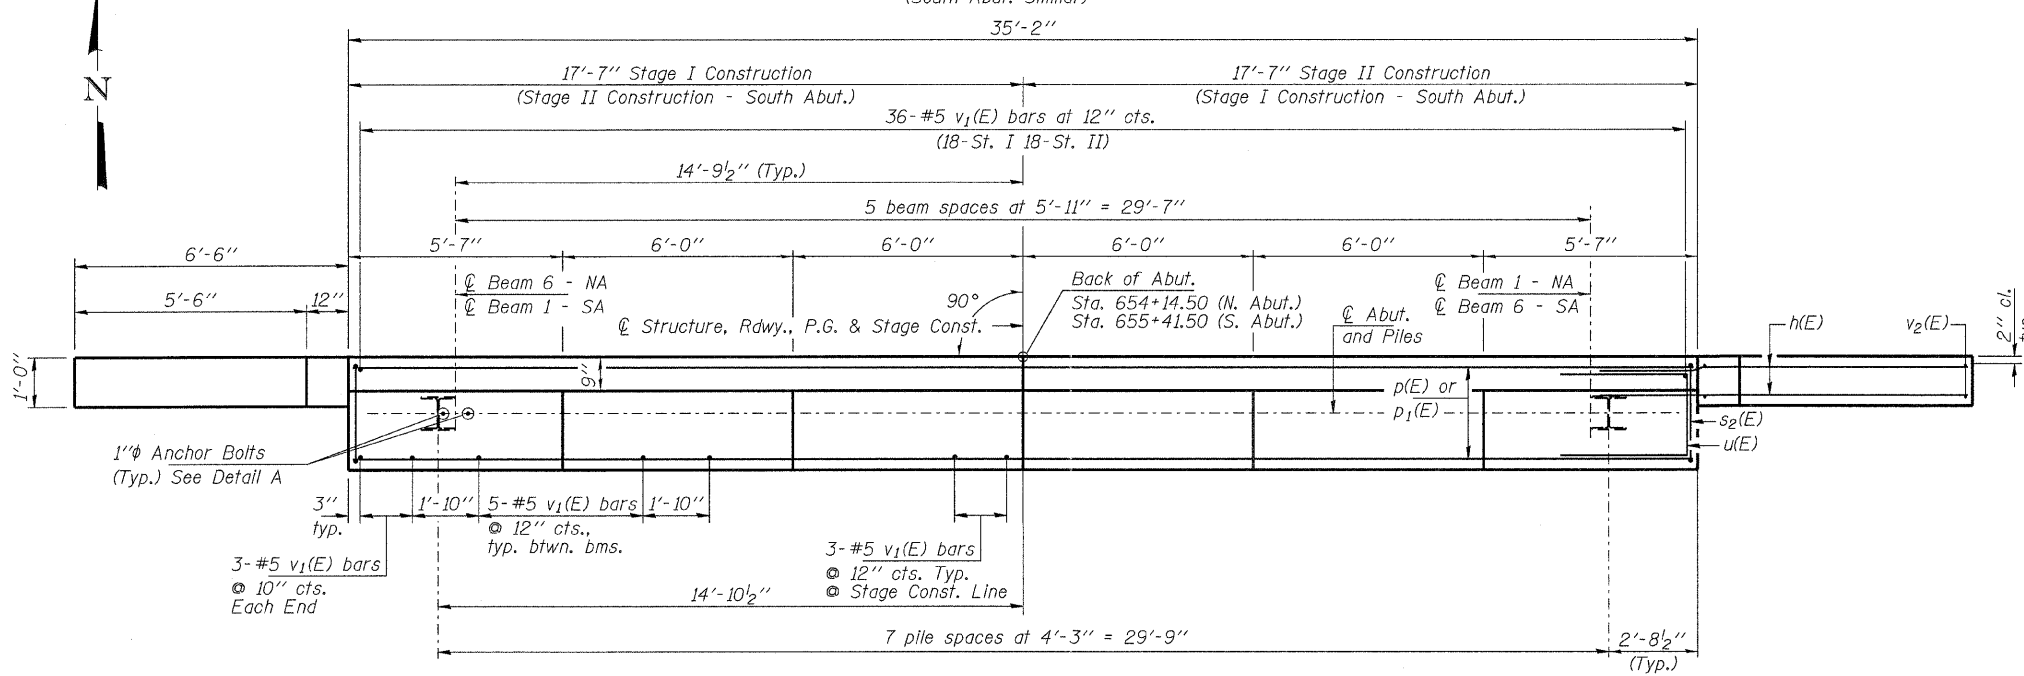 (South Abut. Similar)
35'-2"
N
17'-7" Stage I Construction
(Stage II Construction - South Abut.)
17'-7" Stage II Construction
(Stage I Construction - South Abut.)
36-#5 v₁(E) bars at 12" cts.
(18-St. I 18-St. II)
14'-9½" (Typ.)
5 beam spaces at 5'-11" = 29'-7"
6'-6"
5'-7"
6'-0"
6'-0"
6'-0"
6'-0"
5'-7"
5'-6"
12"
℄ Beam 6 - NA
℄ Beam 1 - SA
90°
℄ Structure, Rdwy., P.G. & Stage Const.
Back of Abut.
Sta. 654+14.50 (N. Abut.)
Sta. 655+41.50 (S. Abut.)
℄ Abut.
and Piles
℄ Beam 1 - NA
℄ Beam 6 - SA
h(E)
v₂(E)
2" cl.
1'-0"
9"
p(E) or
p₁(E)
s₂(E)
u(E)
1"ϕ Anchor Bolts
(Typ.) See Detail A
3"
typ.
1'-10"
5-#5 v₁(E) bars
@ 12" cts.,
typ. btwn. bms.
1'-10"
3-#5 v₁(E) bars
@ 10" cts.
Each End
3-#5 v₁(E) bars
@ 12" cts. Typ.
@ Stage Const. Line
14'-10½"
7 pile spaces at 4'-3" = 29'-9"
2'-8½"
(Typ.)